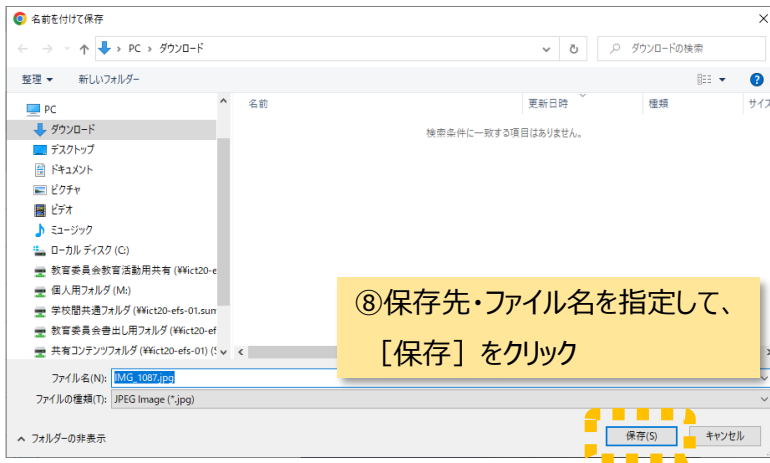 名前を付けて保存
PC › ダウンロード
ダウンロードの検索
整理
新しいフォルダー
PC
ダウンロード
デスクトップ
ドキュメント
ピクチャ
ビデオ
ミュージック
ローカル ディスク (C:)
教育委員会教育活動用共有 (¥¥ict20-e
個人用フォルダ (M:)
学校間共通フォルダ (¥¥ict20-efs-01.sum
教育委員会書出し用フォルダ (¥¥ict20-ef
共有コンテンツフォルダ (¥¥ict20-efs-01) (S
名前 更新日時 種類 サイズ
検索条件に一致する項目はありません。
⑧保存先・ファイル名を指定して、
［保存］をクリック
ファイル名(N): IMG_1087.jpg
ファイルの種類(T): JPEG Image (*.jpg)
フォルダーの非表示
保存(S) キャンセル